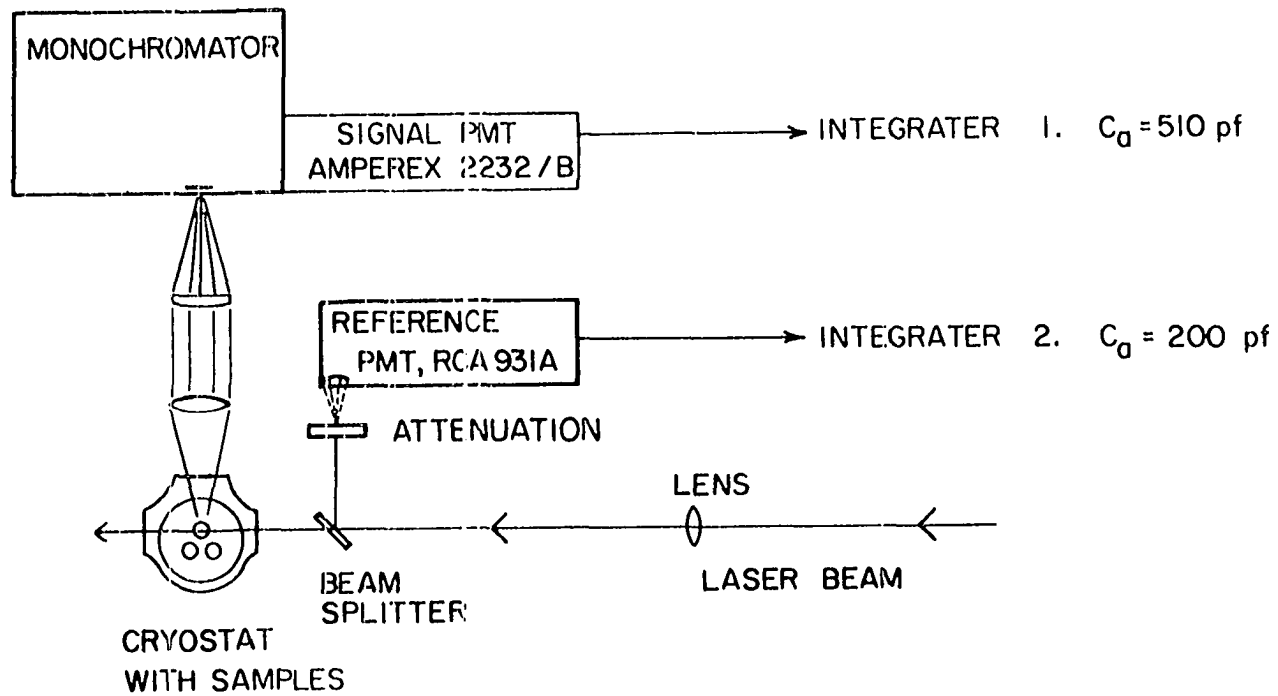 MONOCHROMATOR
SIGNAL PMT
AMPEREX 2232/B
INTEGRATER 1. Ca = 510 pf
REFERENCE
PMT, RCA 931A
INTEGRATER 2. Ca = 200 pf
ATTENUATION
LENS
LASER BEAM
BEAM
SPLITTER
CRYOSTAT
WITH SAMPLES